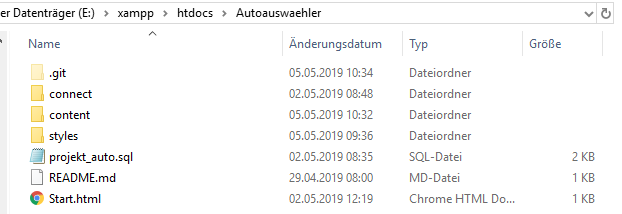 er Datenträger (E:) > xampp > htdocs > Autoauswaehler
Name Änderungsdatum Typ Größe
.git 05.05.2019 10:34 Dateiordner
connect 02.05.2019 08:48 Dateiordner
content 05.05.2019 10:32 Dateiordner
styles 05.05.2019 09:36 Dateiordner
projekt_auto.sql 02.05.2019 08:35 SQL-Datei 2 KB
README.md 29.04.2019 08:00 MD-Datei 1 KB
Start.html 02.05.2019 12:19 Chrome HTML Do... 1 KB